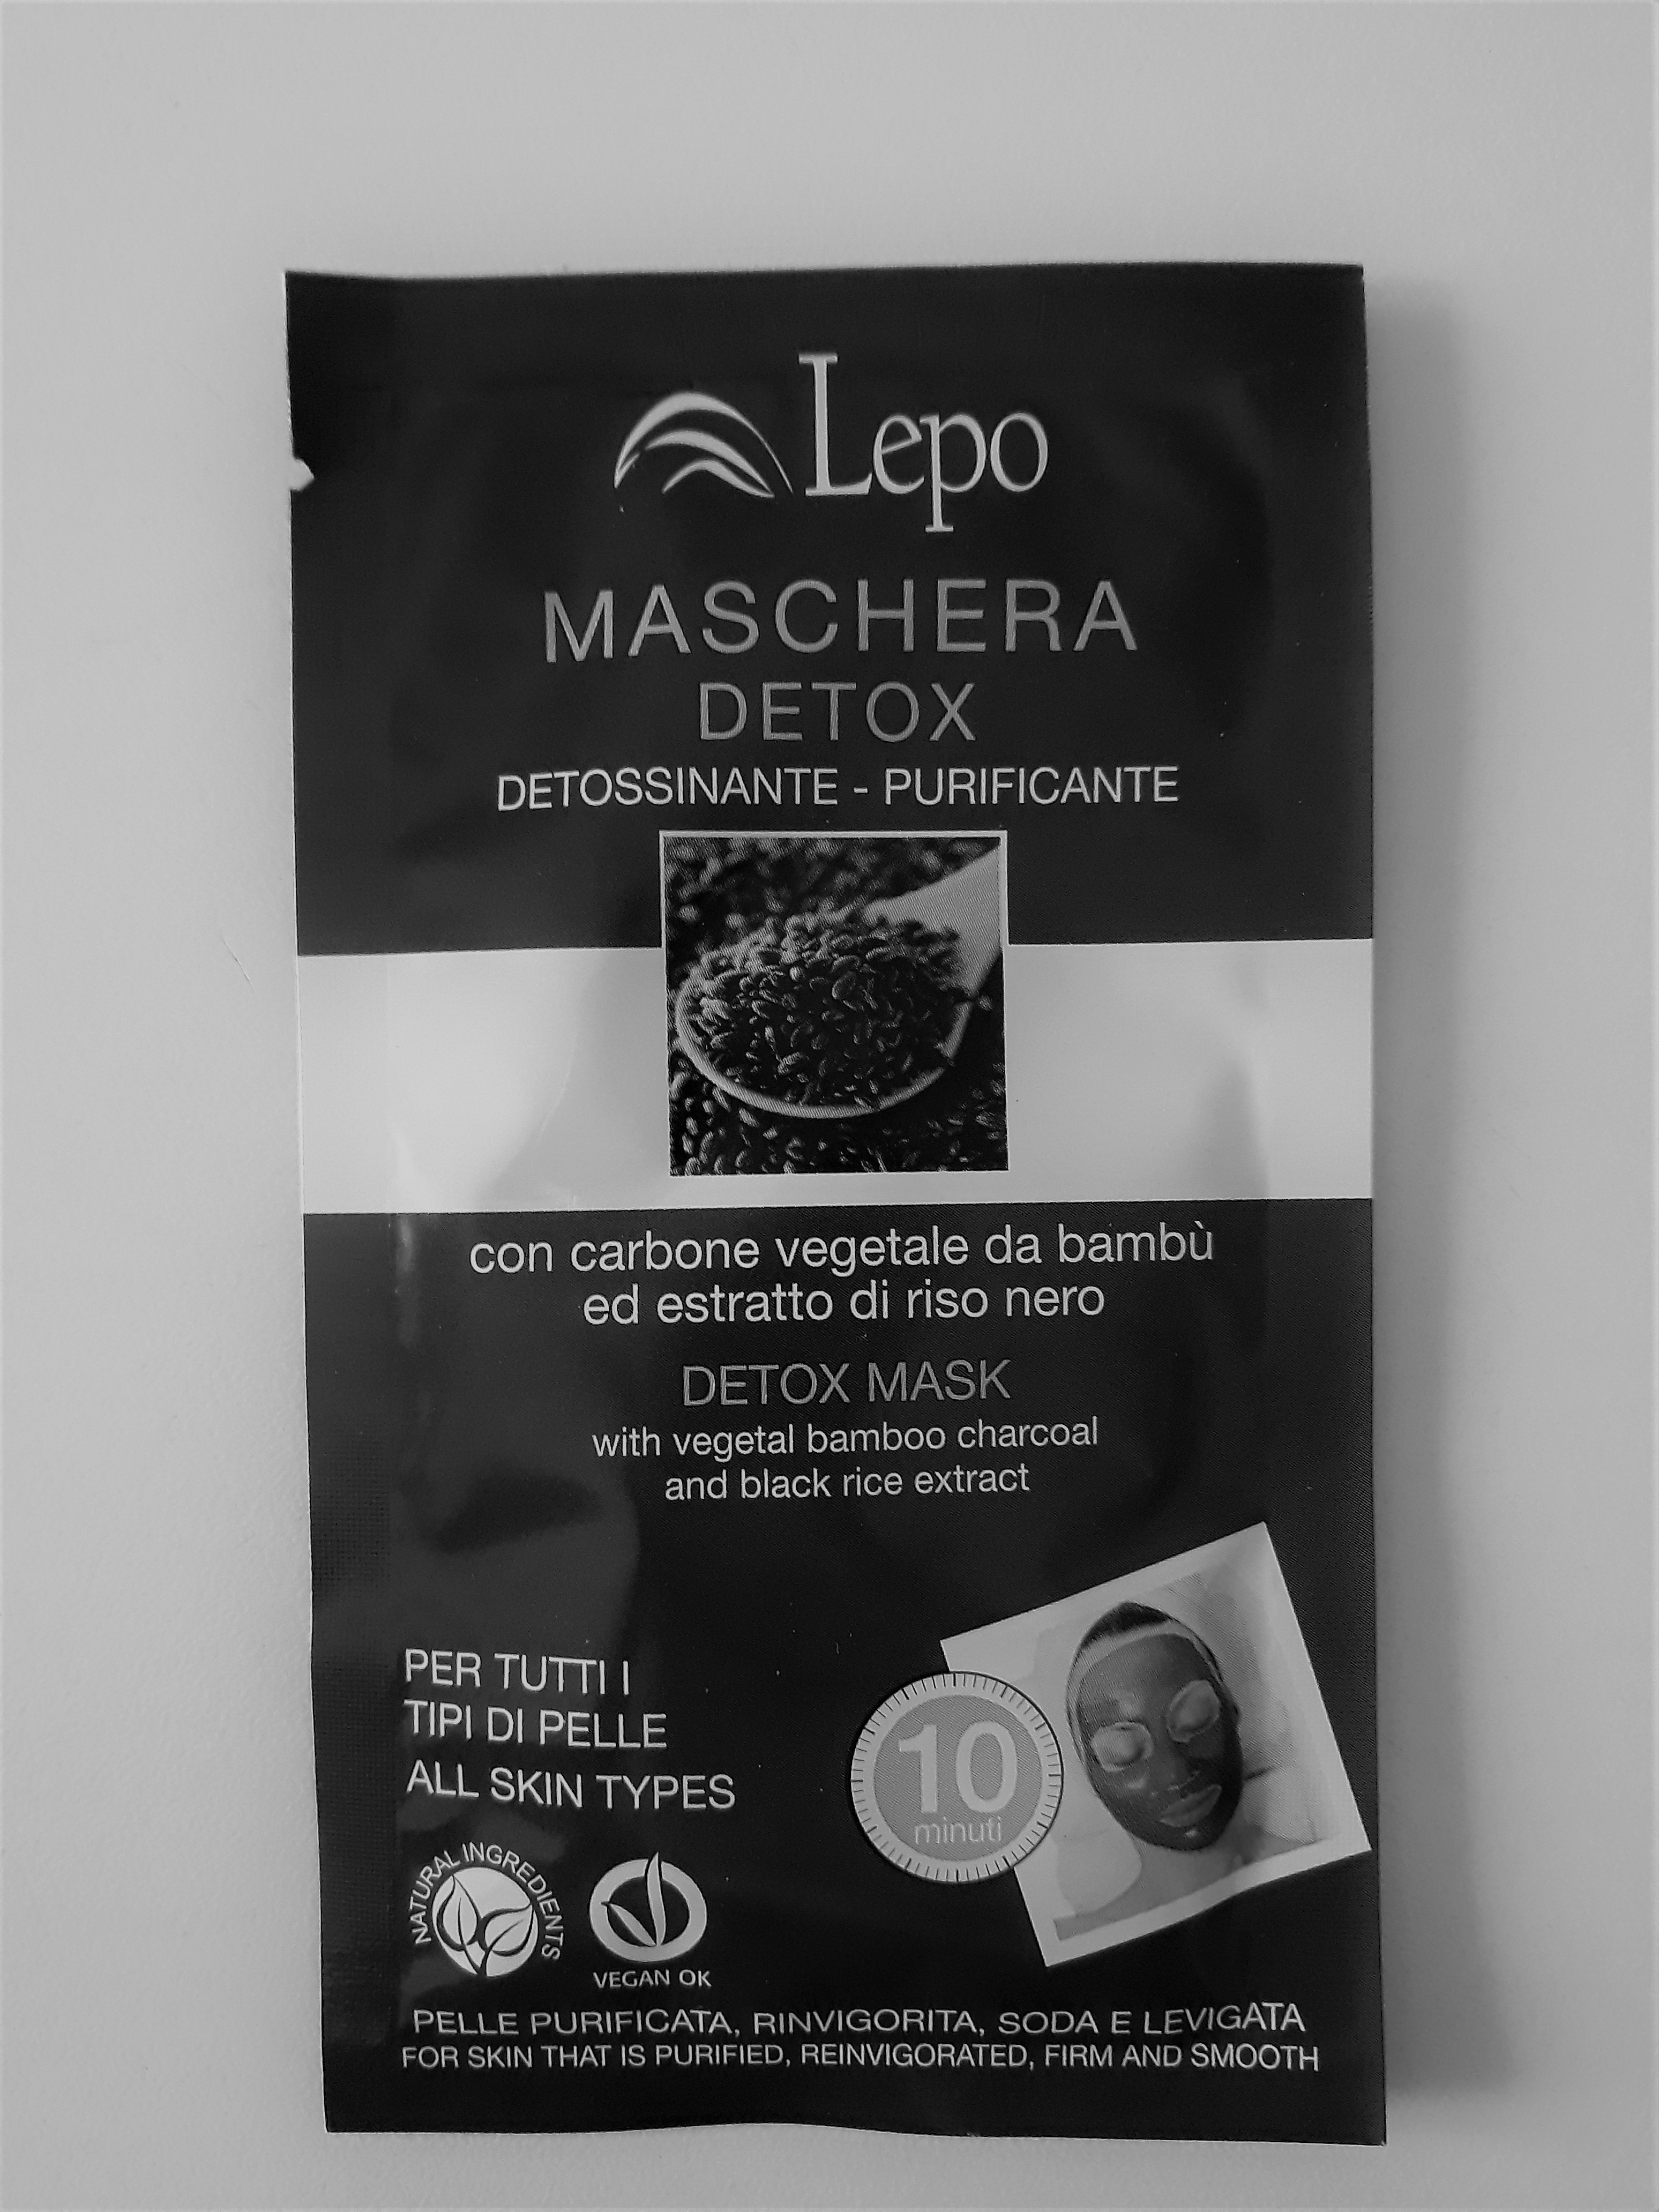 Lepo
MASCHERA
DETOX
DETOSSINANTE - PURIFICANTE
con carbone vegetale da bambù
ed estratto di riso nero
DETOX MASK
with vegetal bamboo charcoal
and black rice extract
PER TUTTI I
TIPI DI PELLE
ALL SKIN TYPES
10
minuti
NATURAL INGREDIENTS
VEGAN OK
PELLE PURIFICATA, RINVIGORITA, SODA E LEVIGATA
FOR SKIN THAT IS PURIFIED, REINVIGORATED, FIRM AND SMOOTH